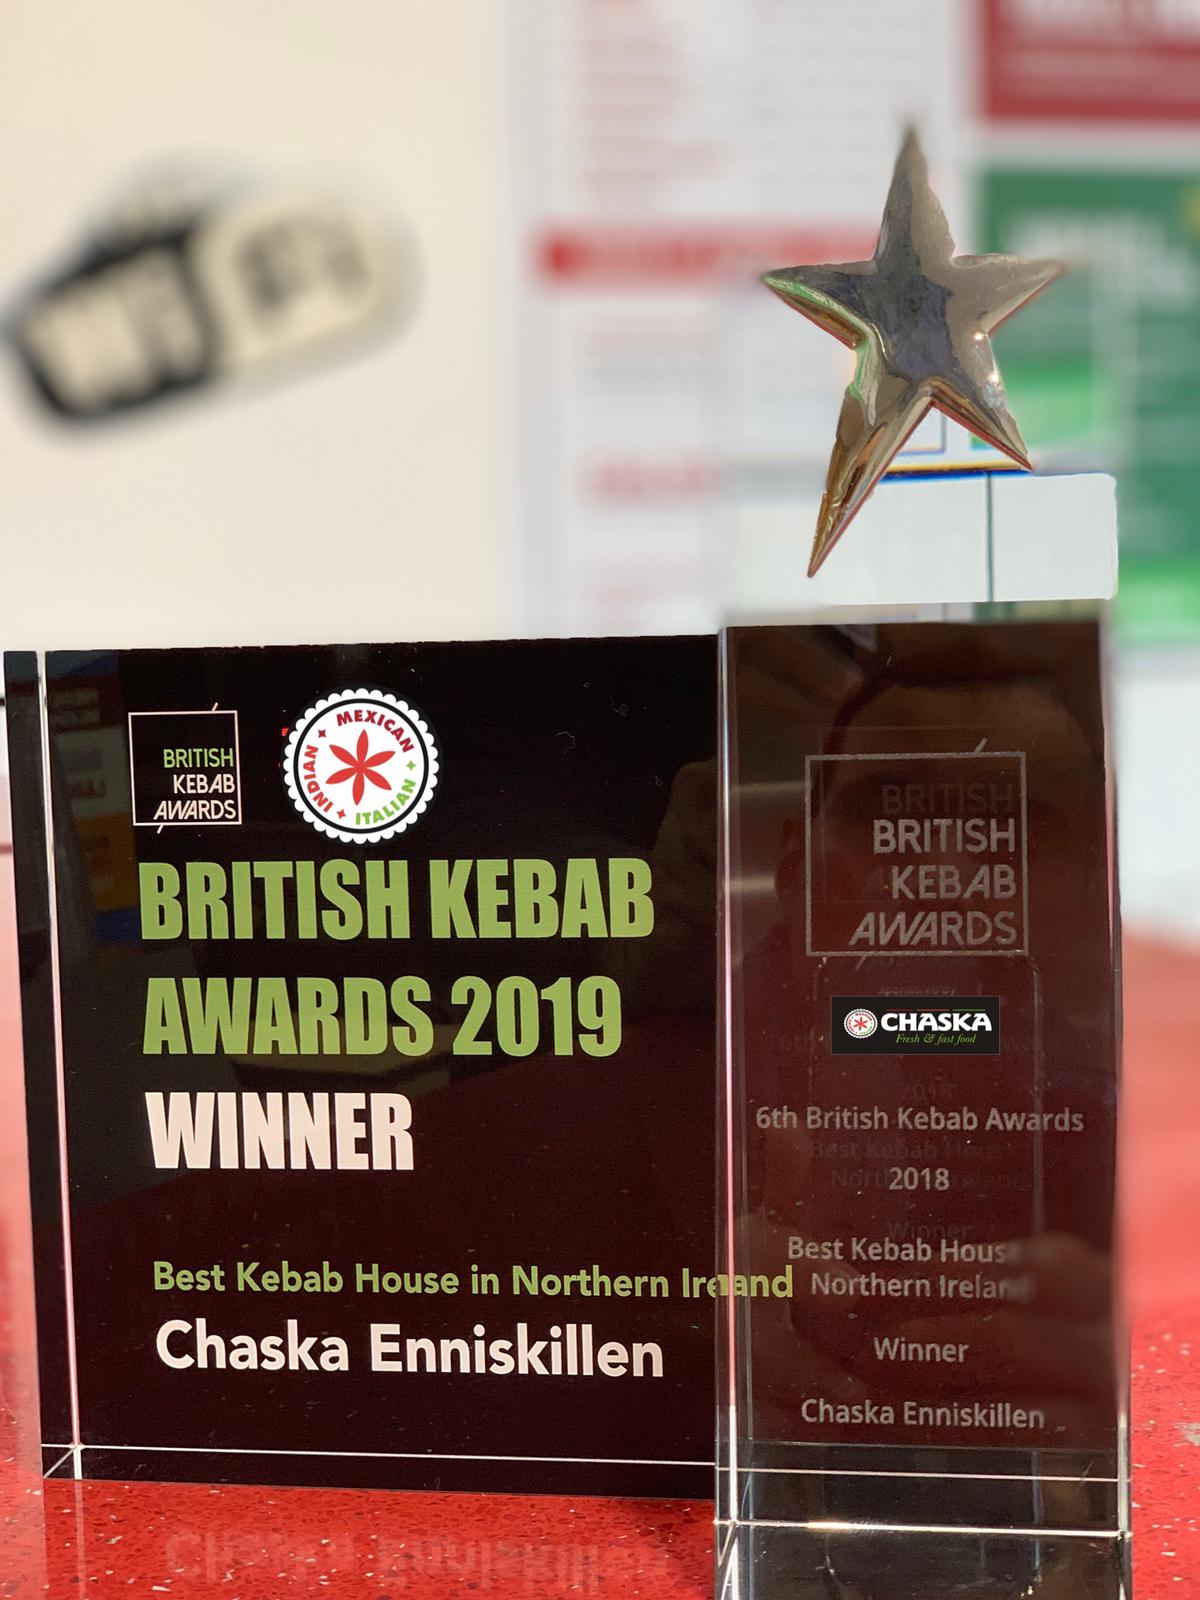 BRITISH
KEBAB
AWARDS
MEXICAN
ITALIAN
INDIAN
BRITISH KEBAB
AWARDS 2019
WINNER
Best Kebab House in Northern Ireland
Chaska Enniskillen
BRITISH
KEBAB
AWARDS
CHASKA
Fresh & fast food
6th British Kebab Awards
2018
Best Kebab House
Northern Ireland
Winner
Chaska Enniskillen